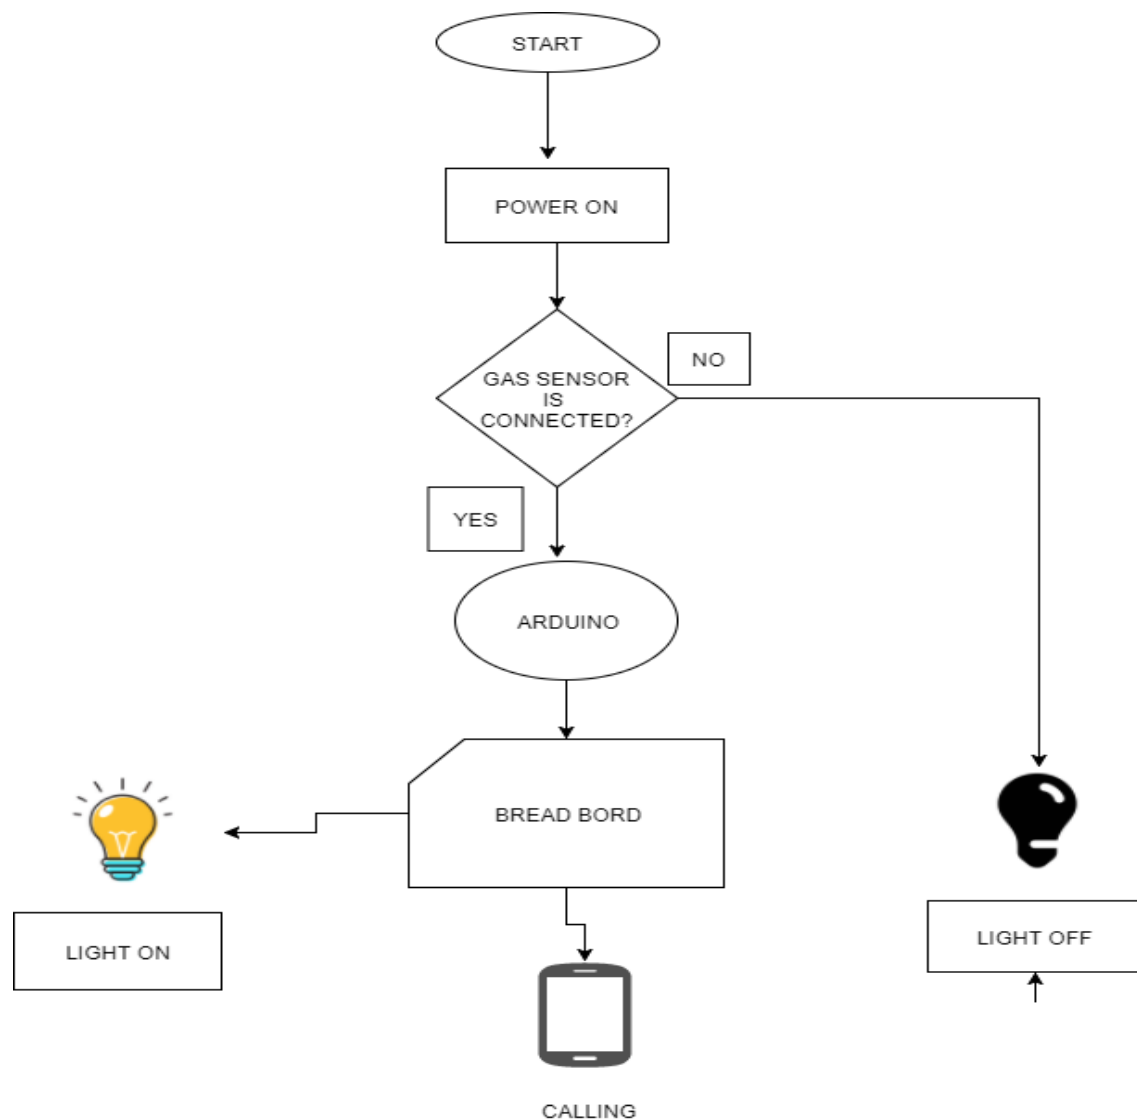 START
POWER ON
GAS SENSOR
IS
CONNECTED?
NO
YES
ARDUINO
BREAD BORD
LIGHT ON
LIGHT OFF
CALLING